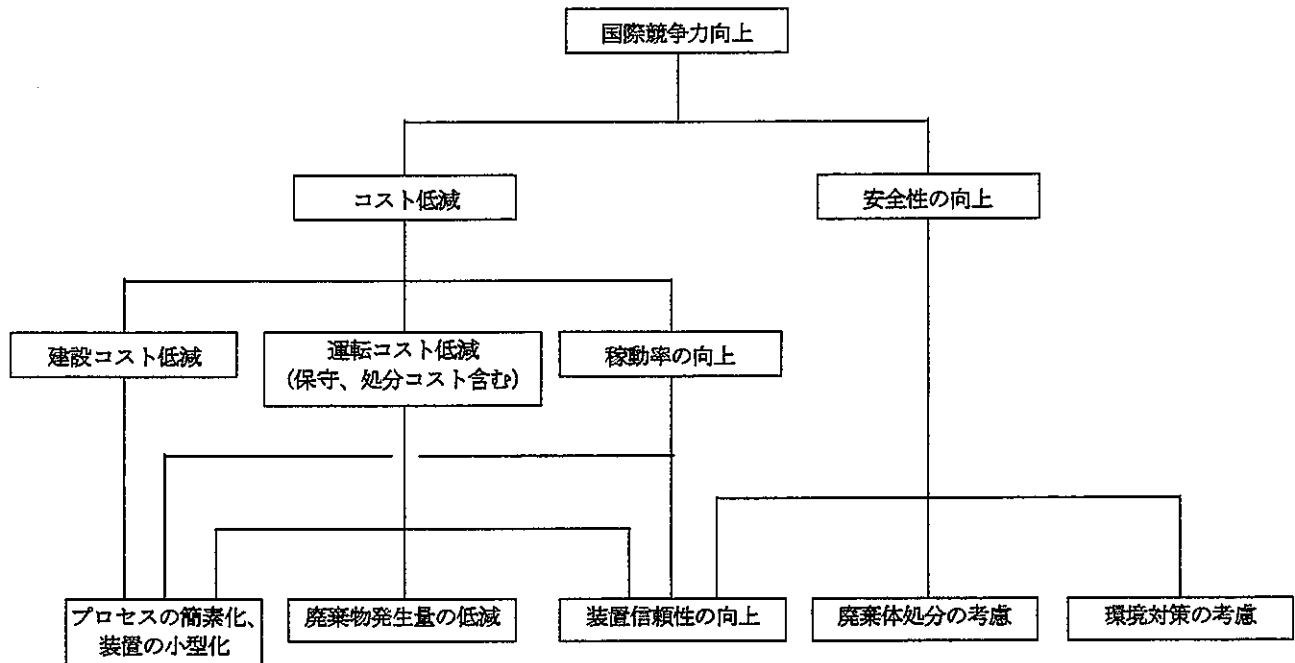 国際競争力向上
コスト低減
安全性の向上
建設コスト低減
運転コスト低減
(保守、処分コスト含む)
稼動率の向上
プロセスの簡素化、
装置の小型化
廃棄物発生量の低減
装置信頼性の向上
廃棄体処分の考慮
環境対策の考慮